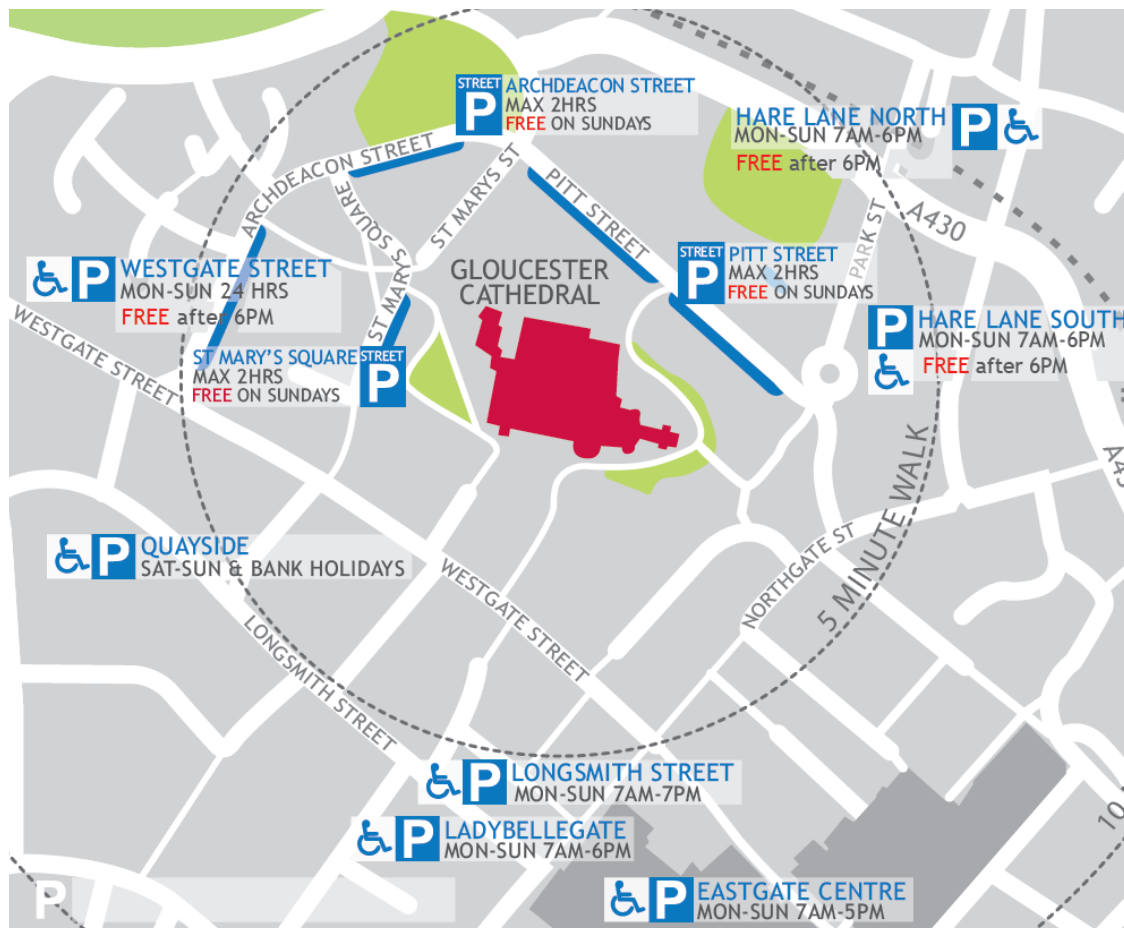 STREET
P
ARCHDEACON STREET
MAX 2HRS
FREE ON SUNDAYS
HARE LANE NORTH
MON-SUN 7AM-6PM
FREE after 6PM
P
ARCHDEACON STREET
ST MARYS ST
PITT STREET
ST MARYS SQUARE
A430
PARK ST
P
WESTGATE STREET
MON-SUN 24 HRS
FREE after 6PM
GLOUCESTER
CATHEDRAL
STREET
P
PITT STREET
MAX 2HRS
FREE ON SUNDAYS
P
HARE LANE SOUTH
MON-SUN 7AM-6PM
FREE after 6PM
WESTGATE STREET
ST MARY'S SQUARE
MAX 2HRS
FREE ON SUNDAYS
STREET
P
5 MINUTE WALK
NORTHGATE ST
P
QUAYSIDE
SAT-SUN & BANK HOLIDAYS
WESTGATE STREET
LONGSMITH STREET
P
LONGSMITH STREET
MON-SUN 7AM-7PM
P
LADYBELLEGATE
MON-SUN 7AM-6PM
10
P
EASTGATE CENTRE
MON-SUN 7AM-5PM
P